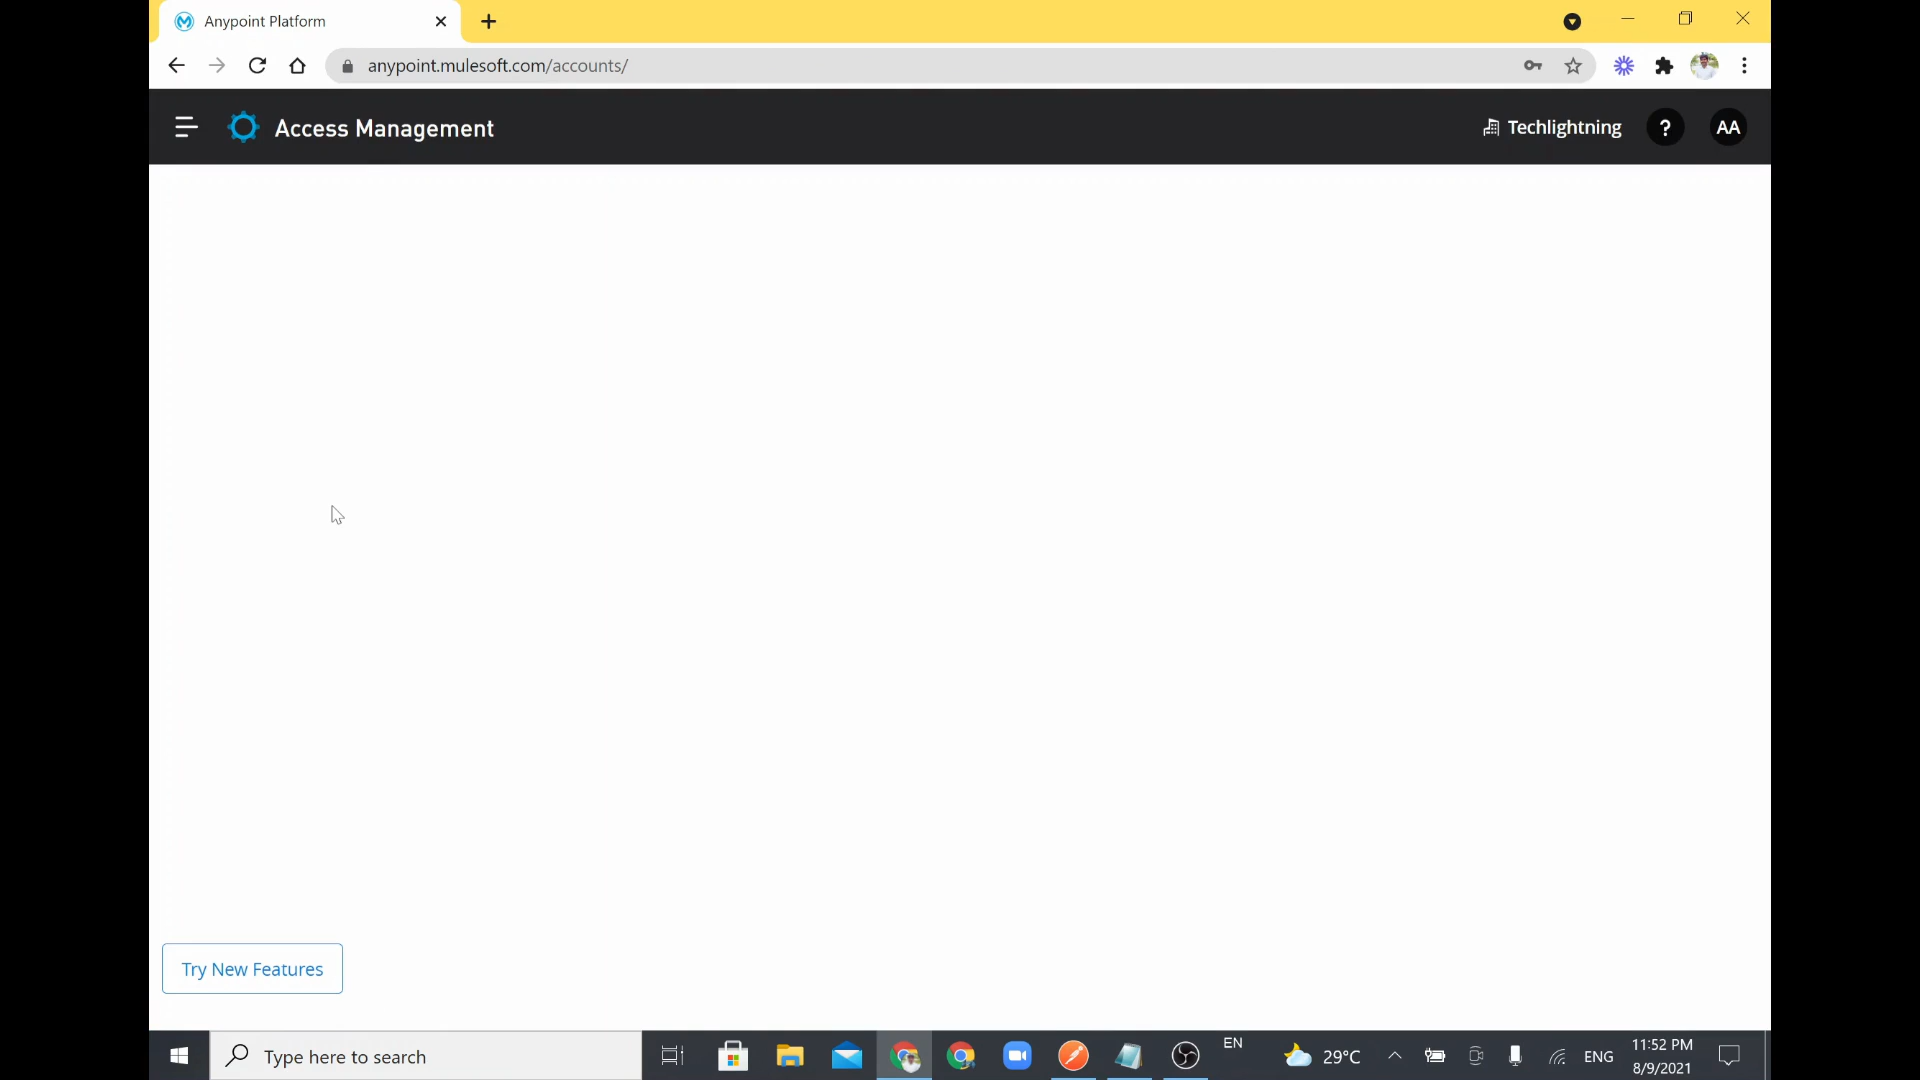 Anypoint Platform
anypoint.mulesoft.com/accounts/
Access Management
Techlightning
?
AA
Try New Features
Type here to search
EN
29°C
ENG
11:52 PM
8/9/2021